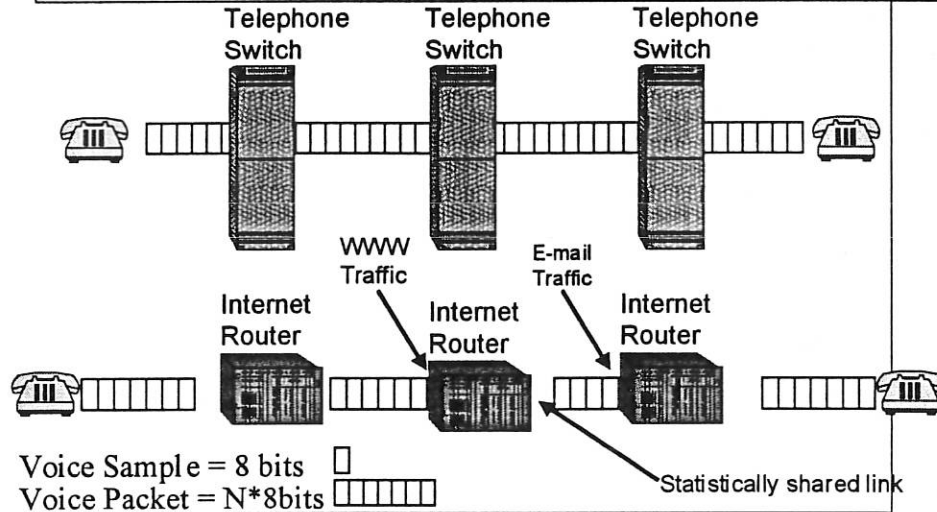 Telephone
Switch
Telephone
Switch
Telephone
Switch
WWW
Traffic
E-mail
Traffic
Internet
Router
Internet
Router
Internet
Router
Voice Sample = 8 bits
Voice Packet = N*8bits
Statistically shared link